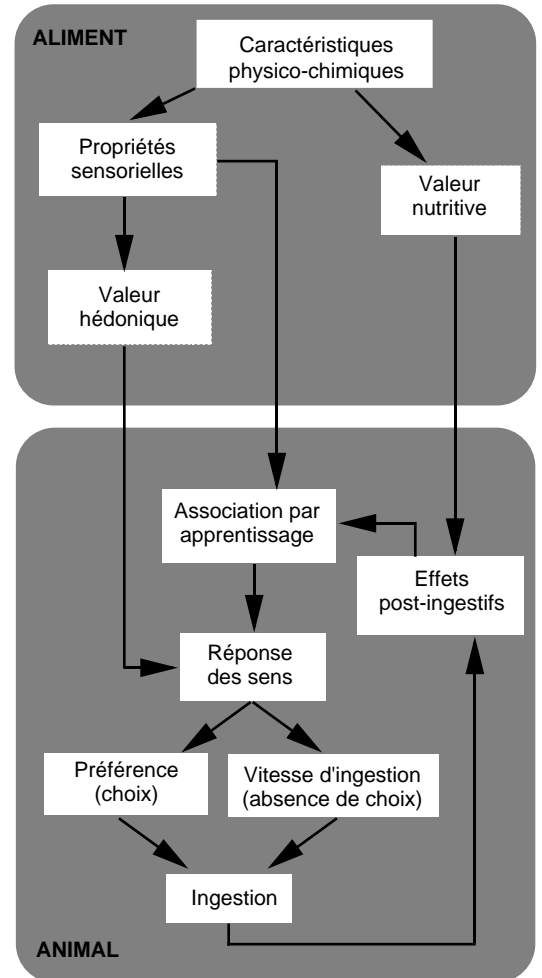 ALIMENT
Caractéristiques
physico-chimiques
Propriétés
sensorielles
Valeur
nutritive
Valeur
hédonique
Association par
apprentissage
Effets
post-ingestifs
Réponse
des sens
Préférence
(choix)
Vitesse d'ingestion
(absence de choix)
Ingestion
ANIMAL